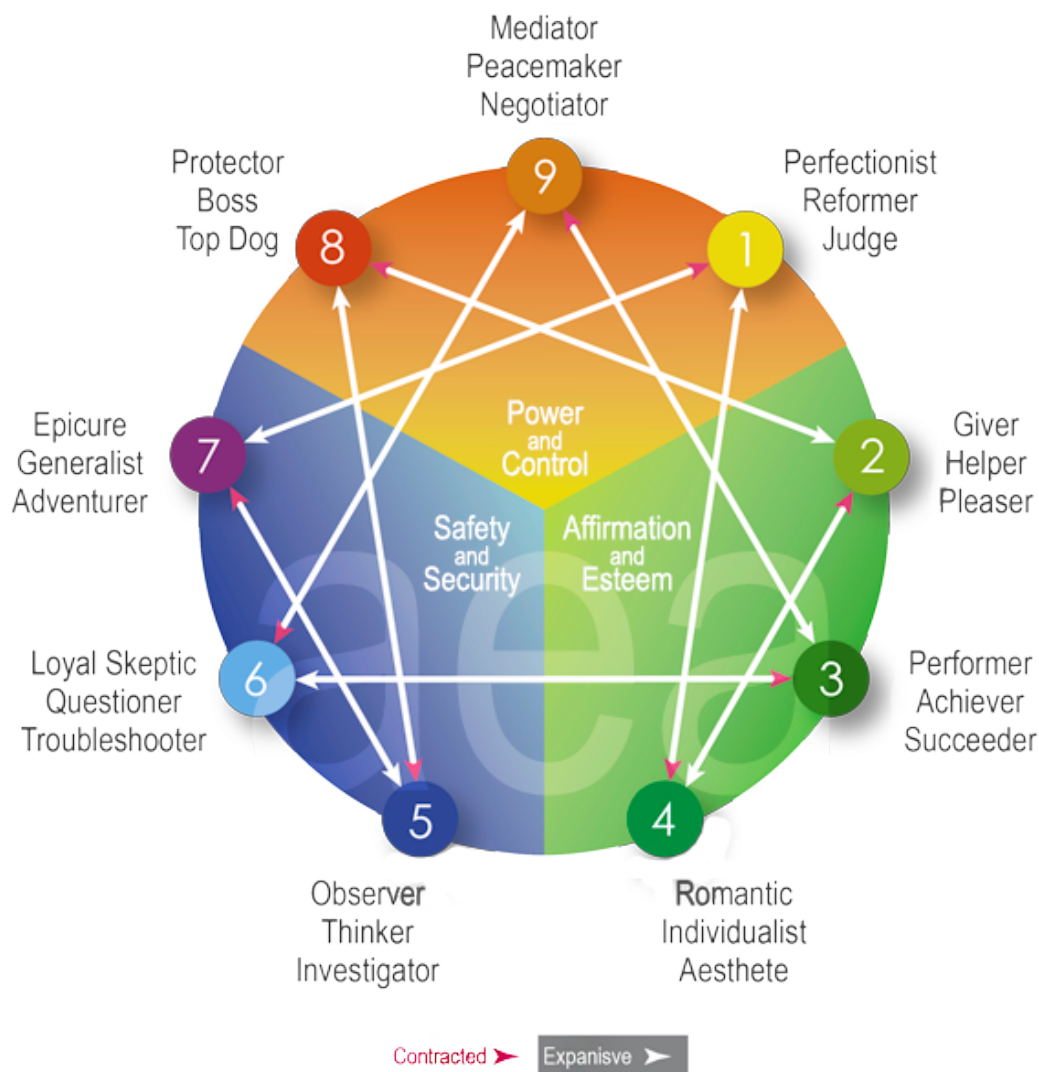 Mediator
Peacemaker
Negotiator
9
Protector
Boss
Top Dog
8
Perfectionist
Reformer
Judge
1
Power
and
Control
Epicure
Generalist
Adventurer
7
Giver
Helper
Pleaser
2
Safety
and
Security
Affirmation
and
Esteem
aea
Loyal Skeptic
Questioner
Troubleshooter
6
Performer
Achiever
Succeeder
3
5
Observer
Thinker
Investigator
4
Romantic
Individualist
Aesthete
Contracted
Expanisve